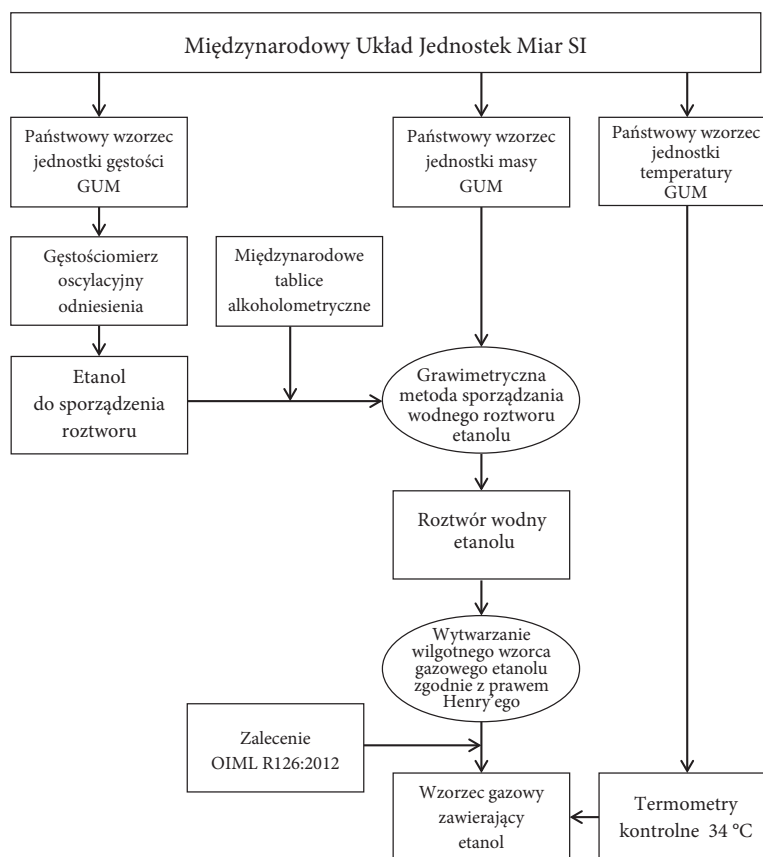 Międzynarodowy Układ Jednostek Miar SI
Państwowy wzorzec
jednostki gęstości
GUM
Państwowy wzorzec
jednostki masy
GUM
Państwowy wzorzec
jednostki
temperatury
GUM
Gęstościomierz
oscylacyjny
odniesienia
Międzynarodowe
tablice
alkoholometryczne
Etanol
do sporządzenia
roztworu
Grawimetryczna
metoda sporządzania
wodnego roztworu
etanolu
Roztwór wodny
etanolu
Wytwarzanie
wilgotnego wzorca
gazowego etanolu
zgodnie z prawem
Henry'ego
Zalecenie
OIML R126:2012
Wzorzec gazowy
zawierający
etanol
Termometry
kontrolne 34 °C